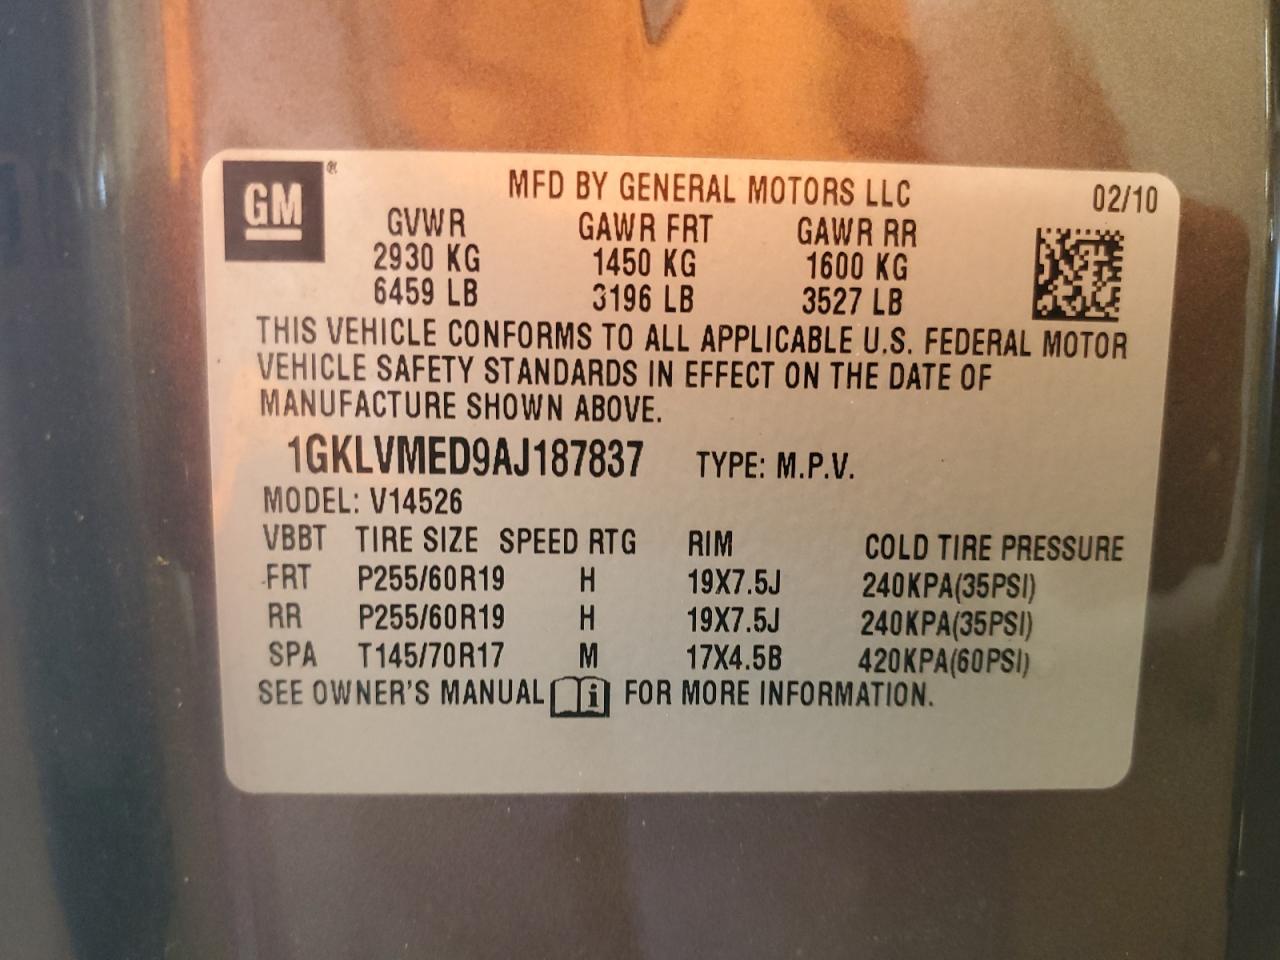 GM ®
MFD BY GENERAL MOTORS LLC 02/10
GVWR GAWR FRT GAWR RR
2930 KG 1450 KG 1600 KG
6459 LB 3196 LB 3527 LB
THIS VEHICLE CONFORMS TO ALL APPLICABLE U.S. FEDERAL MOTOR
VEHICLE SAFETY STANDARDS IN EFFECT ON THE DATE OF
MANUFACTURE SHOWN ABOVE.
1GKLVMED9AJ187837 TYPE: M.P.V.
MODEL: V14526
VBBT TIRE SIZE SPEED RTG RIM COLD TIRE PRESSURE
FRT P255/60R19 H 19X7.5J 240KPA(35PSI)
RR P255/60R19 H 19X7.5J 240KPA(35PSI)
SPA T145/70R17 M 17X4.5B 420KPA(60PSI)
SEE OWNER'S MANUAL i FOR MORE INFORMATION.